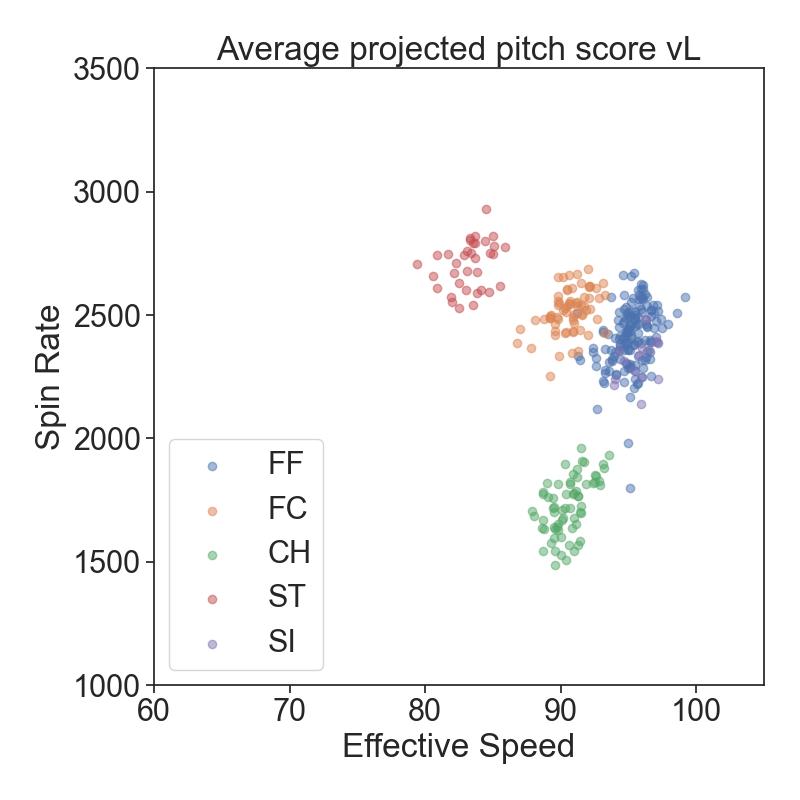 Average projected pitch score vL
3500
3000
2500
2000
1500
1000
Spin Rate
FF
FC
CH
ST
SI
60 70 80 90 100
Effective Speed